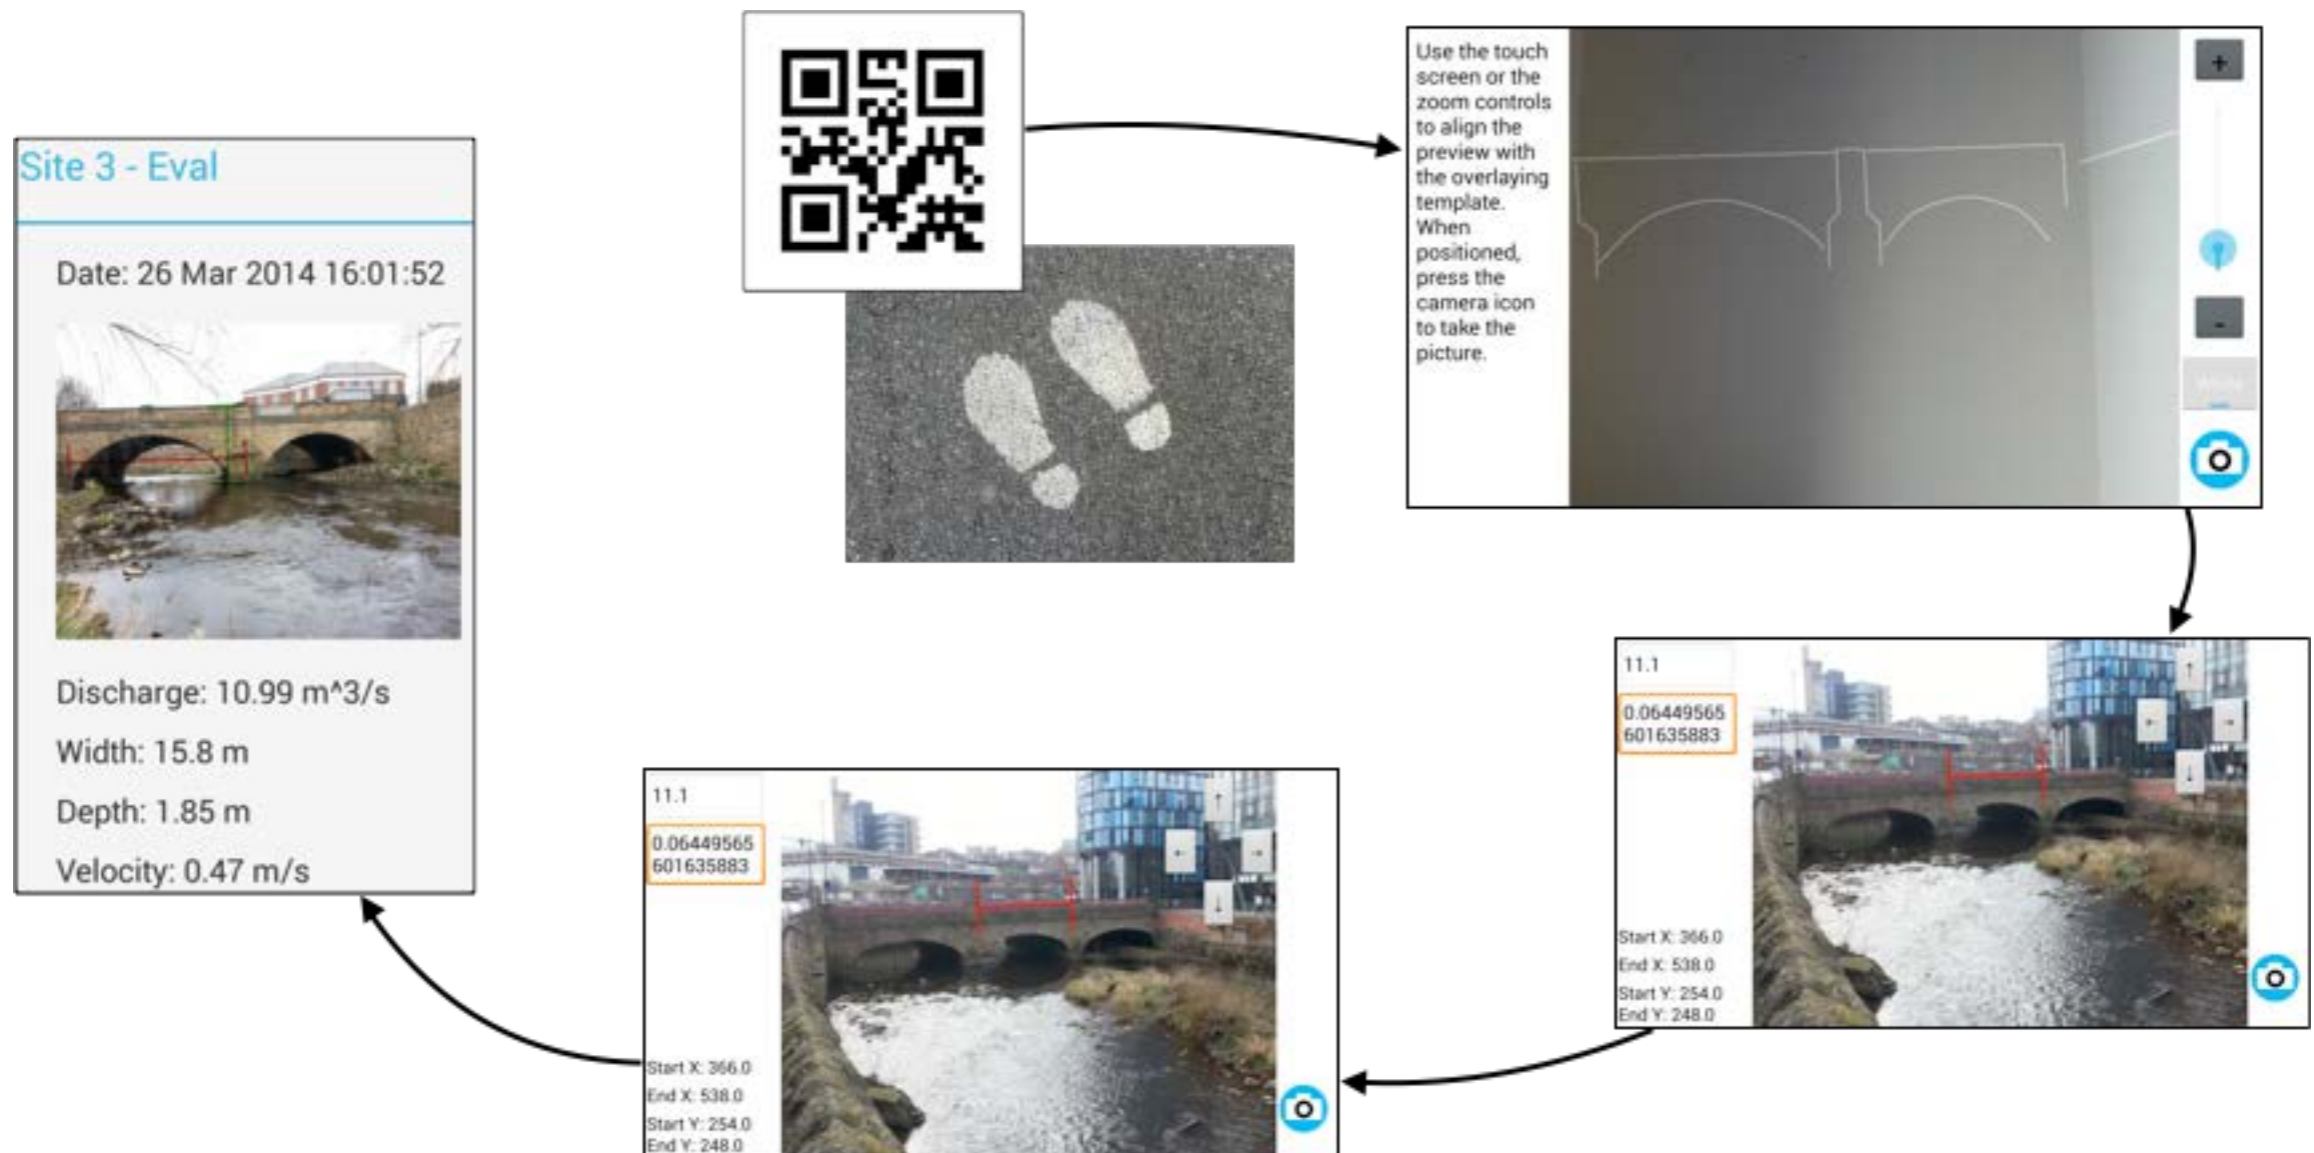 Site 3 - Eval
Date: 26 Mar 2014 16:01:52
Discharge: 10.99 m^3/s
Width: 15.8 m
Depth: 1.85 m
Velocity: 0.47 m/s
Use the touch
screen or the
zoom controls
to align the
preview with
the overlaying
template.
When
positioned,
press the
camera icon
to take the
picture.
+
-
11.1
0.06449565
601635883
Start X: 366.0
End X: 538.0
Start Y: 254.0
End Y: 248.0
11.1
0.06449565
601635883
Start X: 366.0
End X: 538.0
Start Y: 254.0
End Y: 248.0